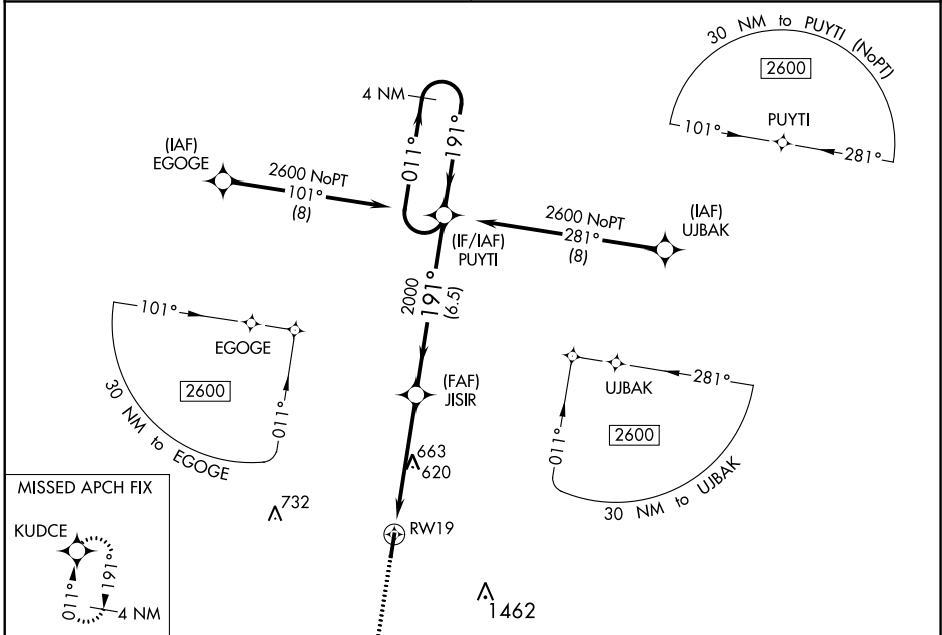 30 NM to PUYTI (NoPT)
2600
PUYTI
101°
281°
4 NM
011°
191°
(IAF)
EGOGE
2600 NoPT
101°
(8)
(IF/IAF)
PUYTI
2600 NoPT
281°
(8)
(IAF)
UJBAK
2000
191°
(6.5)
101°
EGOGE
2600
011°
30 NM to EGOGE
(FAF)
JISIR
UJBAK
281°
2600
011°
30 NM to UJBAK
663
620
732
RW19
1462
MISSED APCH FIX
KUDCE
011°
191°
4 NM